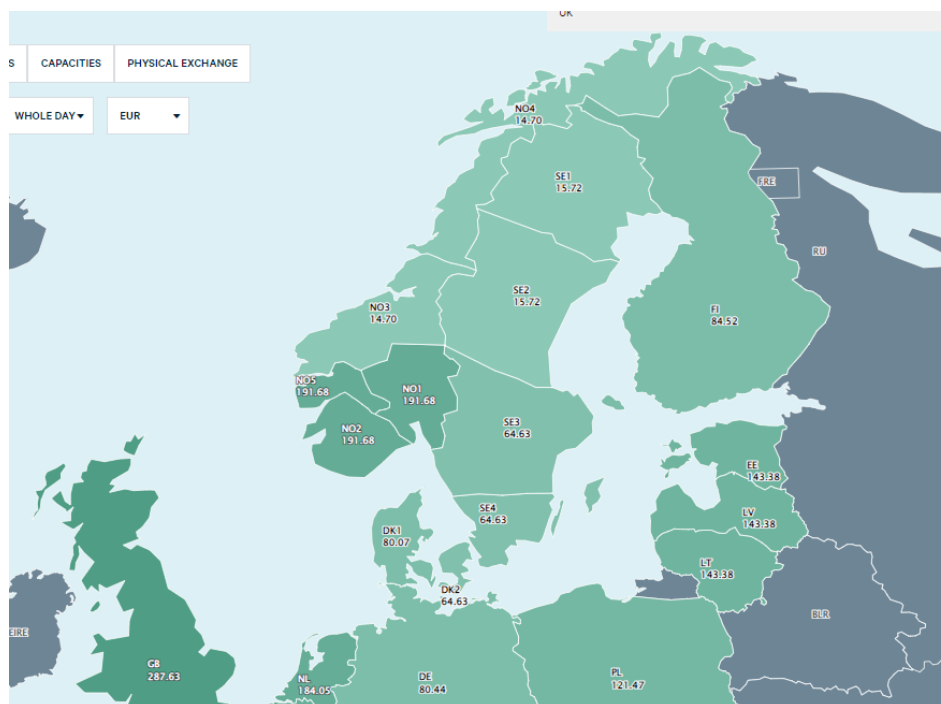 UK
S
CAPACITIES
PHYSICAL EXCHANGE
WHOLE DAY
EUR
NO4
14.70
SE1
15.72
FRE
RU
SE2
15.72
NO3
14.70
FI
84.52
NO5
191.68
NO1
191.68
NO2
191.68
SE3
64.63
EE
143.38
SE4
64.63
LV
143.38
DK1
80.07
LT
143.38
DK2
64.63
BLR
EIRE
GB
287.63
NL
184.05
DE
80.44
PL
121.47